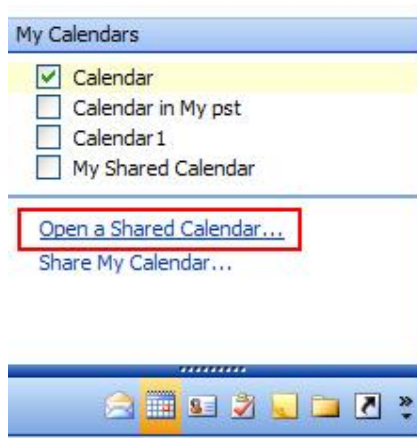 My Calendars
Calendar
Calendar in My pst
Calendar1
My Shared Calendar
Open a Shared Calendar...
Share My Calendar...